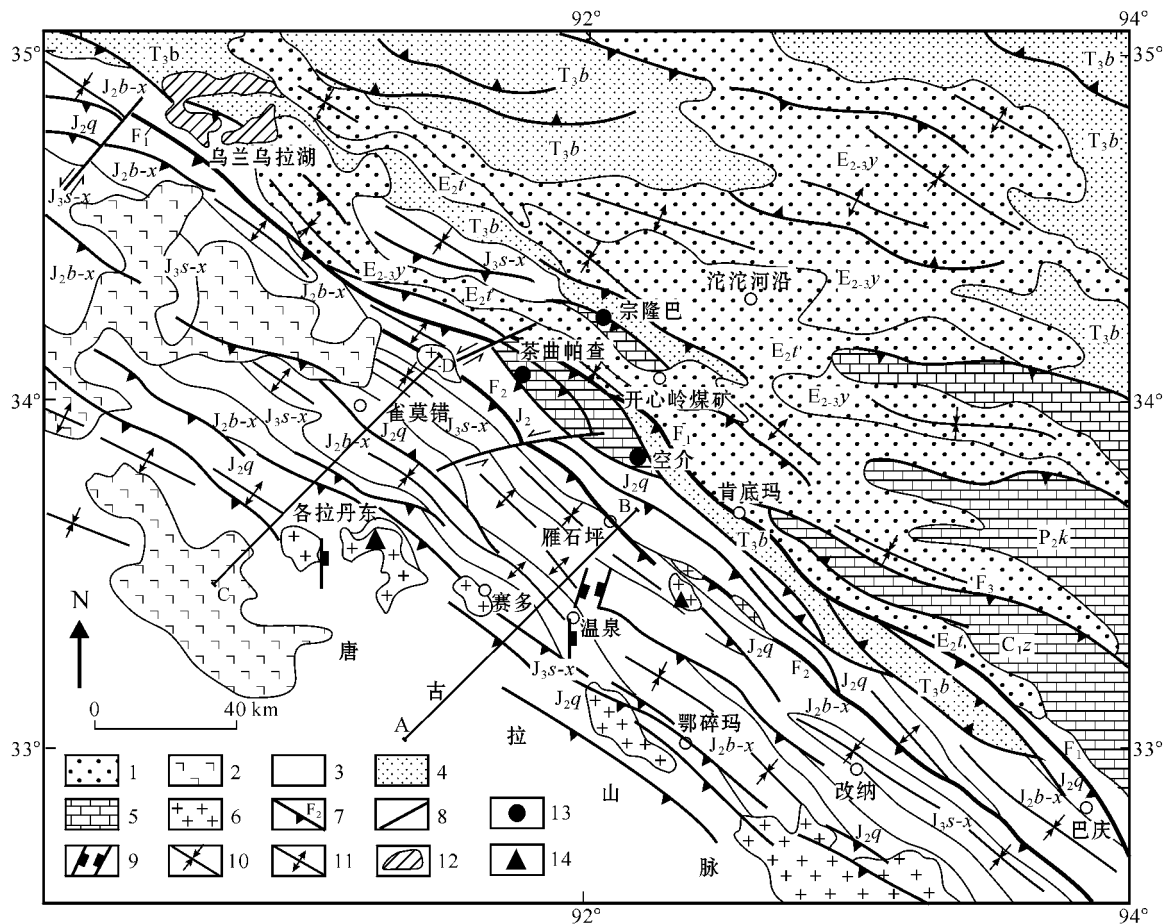 92°
94°
35°
35°
T₃b
T₃b
T₃b
J₂b-x
J₂q
F₁′
乌兰乌拉湖
T₃b
T₃b
J₂b-x
E₂₋₃y
J₃s-x
E₂t
T₃b
J₂b-x
J₃s-x
J₃s-x
J₂b-x
E₂₋₃y
沱沱河沿
E₂₋₃y
E₂t
宗隆巴
T₃b
茶曲帕查
E₂t
D
F₂
34°
开心岭煤矿
E₂₋₃y
34°
雀莫错
J₂
J₂b-x
J₃s-x
J₂b-x
J₂q
J₃s-x
F₁
空介
J₂q
J₂q
肯底玛
各拉丹东
雁石坪
B
T₃b
P₂k
C
F₃
赛多
N
温泉
E₂t
C₁z
唐
J₃s-x
F₂
J₂q
古
J₂q
T₃b
0
40 km
A
鄂碎玛
J₂b-x
33°
拉
J₂b-x
33°
F₁
1
2
3
4
改纳
J₂q
山
J₂b-x
巴庆
5
6
F₂
7
8
13
J₂q
J₃s-x
9
10
11
12
14
脉
92°
94°